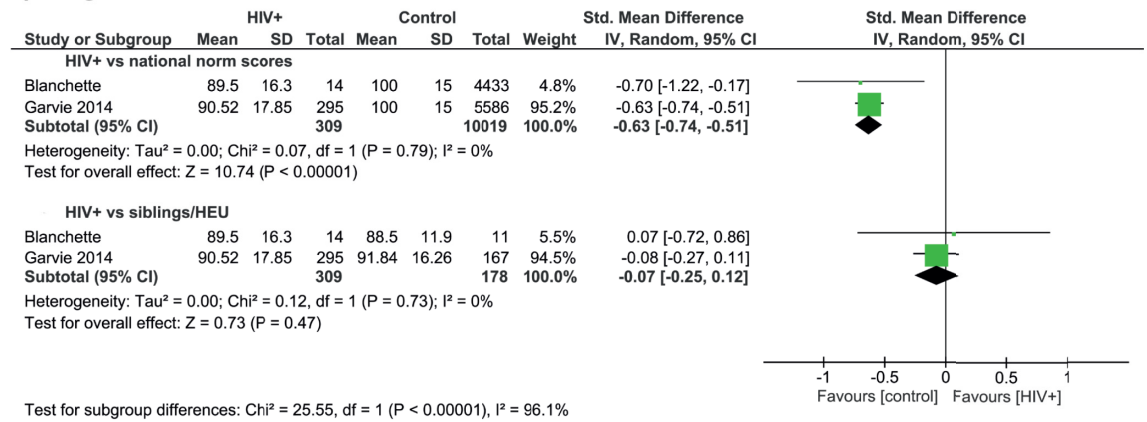 HIV+ Control Std. Mean Difference Std. Mean Difference
Study or Subgroup Mean SD Total Mean SD Total Weight IV, Random, 95% CI IV, Random, 95% CI
HIV+ vs national norm scores
Blanchette 89.5 16.3 14 100 15 4433 4.8% -0.70 [-1.22, -0.17]
Garvie 2014 90.52 17.85 295 100 15 5586 95.2% -0.63 [-0.74, -0.51]
Subtotal (95% CI) 309 10019 100.0% -0.63 [-0.74, -0.51]
Heterogeneity: Tau² = 0.00; Chi² = 0.07, df = 1 (P = 0.79); I² = 0%
Test for overall effect: Z = 10.74 (P < 0.00001)
HIV+ vs siblings/HEU
Blanchette 89.5 16.3 14 88.5 11.9 11 5.5% 0.07 [-0.72, 0.86]
Garvie 2014 90.52 17.85 295 91.84 16.26 167 94.5% -0.08 [-0.27, 0.11]
Subtotal (95% CI) 309 178 100.0% -0.07 [-0.25, 0.12]
Heterogeneity: Tau² = 0.00; Chi² = 0.12, df = 1 (P = 0.73); I² = 0%
Test for overall effect: Z = 0.73 (P = 0.47)
-1 -0.5 0 0.5 1
Favours [control] Favours [HIV+]
Test for subgroup differences: Chi² = 25.55, df = 1 (P < 0.00001), I² = 96.1%